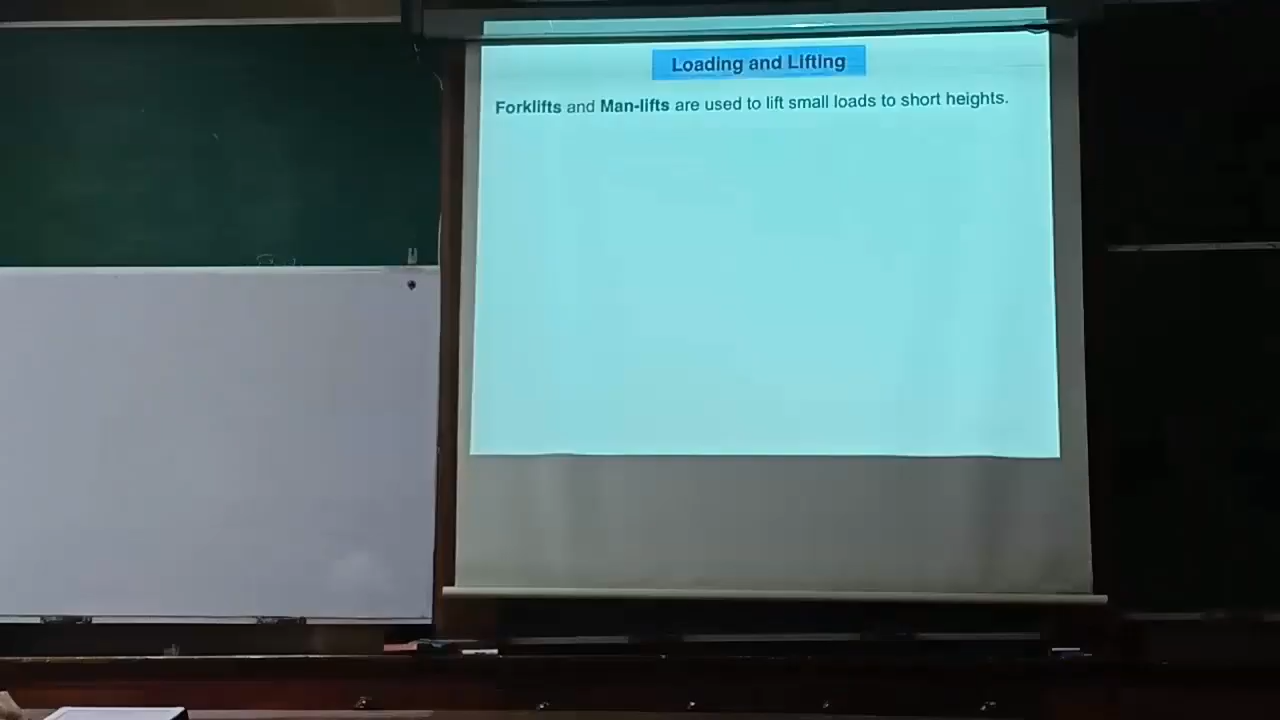 Loading and Lifting
Forklifts and Man-lifts are used to lift small loads to short heights.